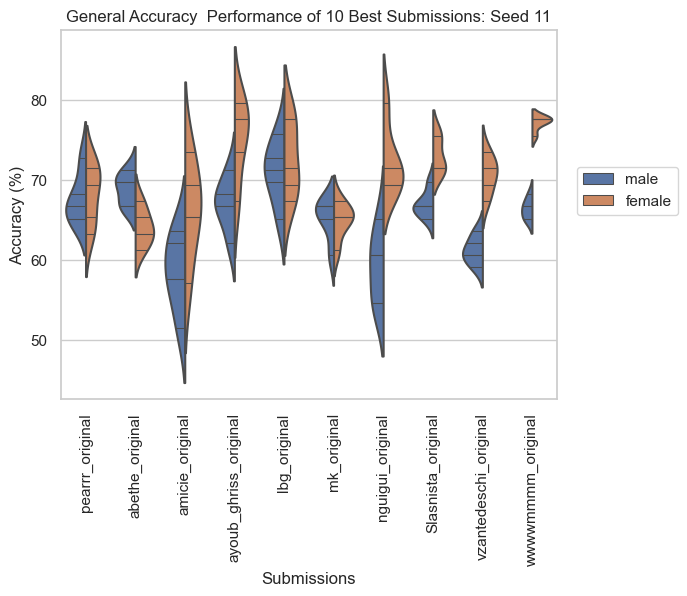 General Accuracy  Performance of 10 Best Submissions: Seed 11
Accuracy (%)
80
70
60
50
male
female
pearrr_original
abethe_original
amicie_original
ayoub_ghriss_original
lbg_original
mk_original
nguigui_original
Slasnista_original
vzantedeschi_original
wwwwmmmm_original
Submissions